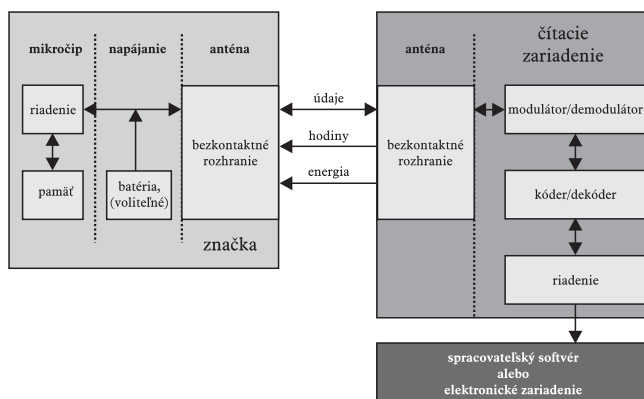 mikročip
napájanie
anténa
riadenie
pamäť
batéria,
(voliteľné)
bezkontaktné
rozhranie
značka
údaje
hodiny
energia
anténa
čítacie
zariadenie
bezkontaktné
rozhranie
modulátor/demodulátor
kóder/dekóder
riadenie
spracovateľský softvér
alebo
elektronické zariadenie